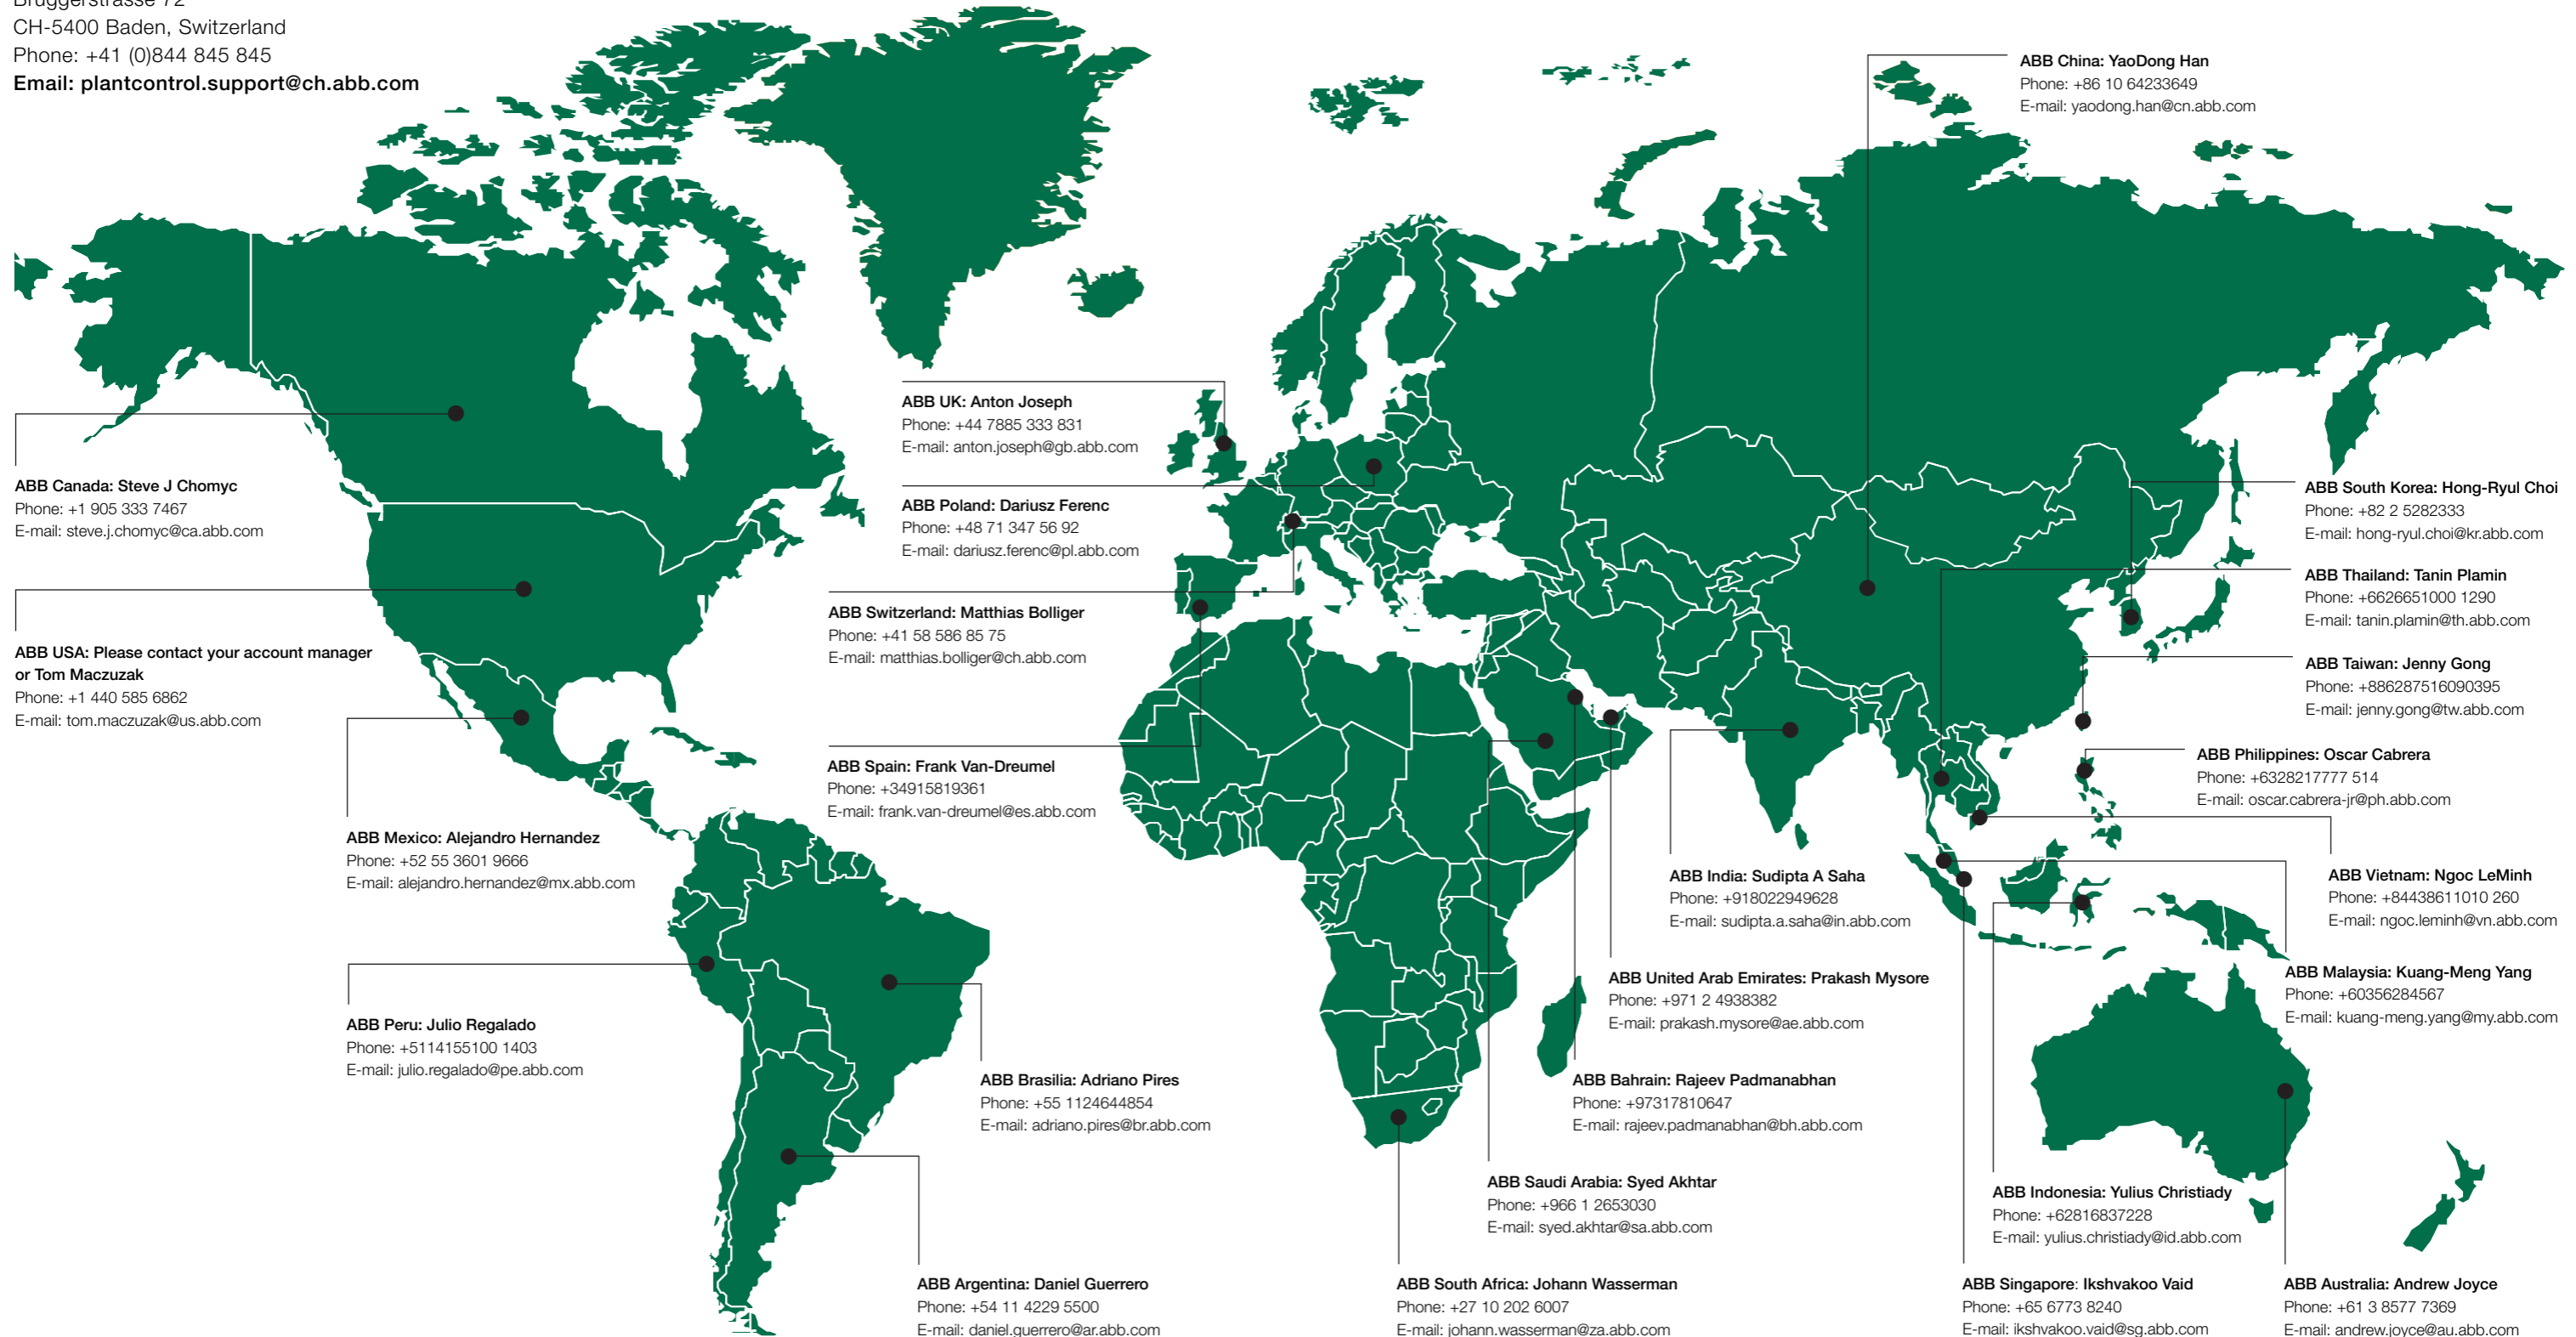 Bruggerstrasse 72
CH-5400 Baden, Switzerland
Phone: +41 (0)844 845 845
Email: plantcontrol.support@ch.abb.com
ABB China: YaoDong Han
Phone: +86 10 64233649
E-mail: yaodong.han@cn.abb.com
ABB UK: Anton Joseph
Phone: +44 7885 333 831
E-mail: anton.joseph@gb.abb.com
ABB Canada: Steve J Chomyc
Phone: +1 905 333 7467
E-mail: steve.j.chomyc@ca.abb.com
ABB Poland: Dariusz Ferenc
Phone: +48 71 347 56 92
E-mail: dariusz.ferenc@pl.abb.com
ABB South Korea: Hong-Ryul Choi
Phone: +82 2 5282333
E-mail: hong-ryul.choi@kr.abb.com
ABB Thailand: Tanin Plamin
Phone: +6626651000 1290
E-mail: tanin.plamin@th.abb.com
ABB Switzerland: Matthias Bolliger
Phone: +41 58 586 85 75
E-mail: matthias.bolliger@ch.abb.com
ABB USA: Please contact your account manager
or Tom Maczuzak
Phone: +1 440 585 6862
E-mail: tom.maczuzak@us.abb.com
ABB Taiwan: Jenny Gong
Phone: +886287516090395
E-mail: jenny.gong@tw.abb.com
ABB Philippines: Oscar Cabrera
Phone: +6328217777 514
E-mail: oscar.cabrera-jr@ph.abb.com
ABB Spain: Frank Van-Dreumel
Phone: +34915819361
E-mail: frank.van-dreumel@es.abb.com
ABB Mexico: Alejandro Hernandez
Phone: +52 55 3601 9666
E-mail: alejandro.hernandez@mx.abb.com
ABB India: Sudipta A Saha
Phone: +918022949628
E-mail: sudipta.a.saha@in.abb.com
ABB Vietnam: Ngoc LeMinh
Phone: +84438611010 260
E-mail: ngoc.leminh@vn.abb.com
ABB United Arab Emirates: Prakash Mysore
Phone: +971 2 4938382
E-mail: prakash.mysore@ae.abb.com
ABB Malaysia: Kuang-Meng Yang
Phone: +60356284567
E-mail: kuang-meng.yang@my.abb.com
ABB Peru: Julio Regalado
Phone: +5114155100 1403
E-mail: julio.regalado@pe.abb.com
ABB Brasilia: Adriano Pires
Phone: +55 1124644854
E-mail: adriano.pires@br.abb.com
ABB Bahrain: Rajeev Padmanabhan
Phone: +97317810647
E-mail: rajeev.padmanabhan@bh.abb.com
ABB Saudi Arabia: Syed Akhtar
Phone: +966 1 2653030
E-mail: syed.akhtar@sa.abb.com
ABB Indonesia: Yulius Christiady
Phone: +62816837228
E-mail: yulius.christiady@id.abb.com
ABB Argentina: Daniel Guerrero
Phone: +54 11 4229 5500
E-mail: daniel.guerrero@ar.abb.com
ABB South Africa: Johann Wasserman
Phone: +27 10 202 6007
E-mail: johann.wasserman@za.abb.com
ABB Singapore: Ikshvakoo Vaid
Phone: +65 6773 8240
E-mail: ikshvakoo.vaid@sg.abb.com
ABB Australia: Andrew Joyce
Phone: +61 3 8577 7369
E-mail: andrew.joyce@au.abb.com